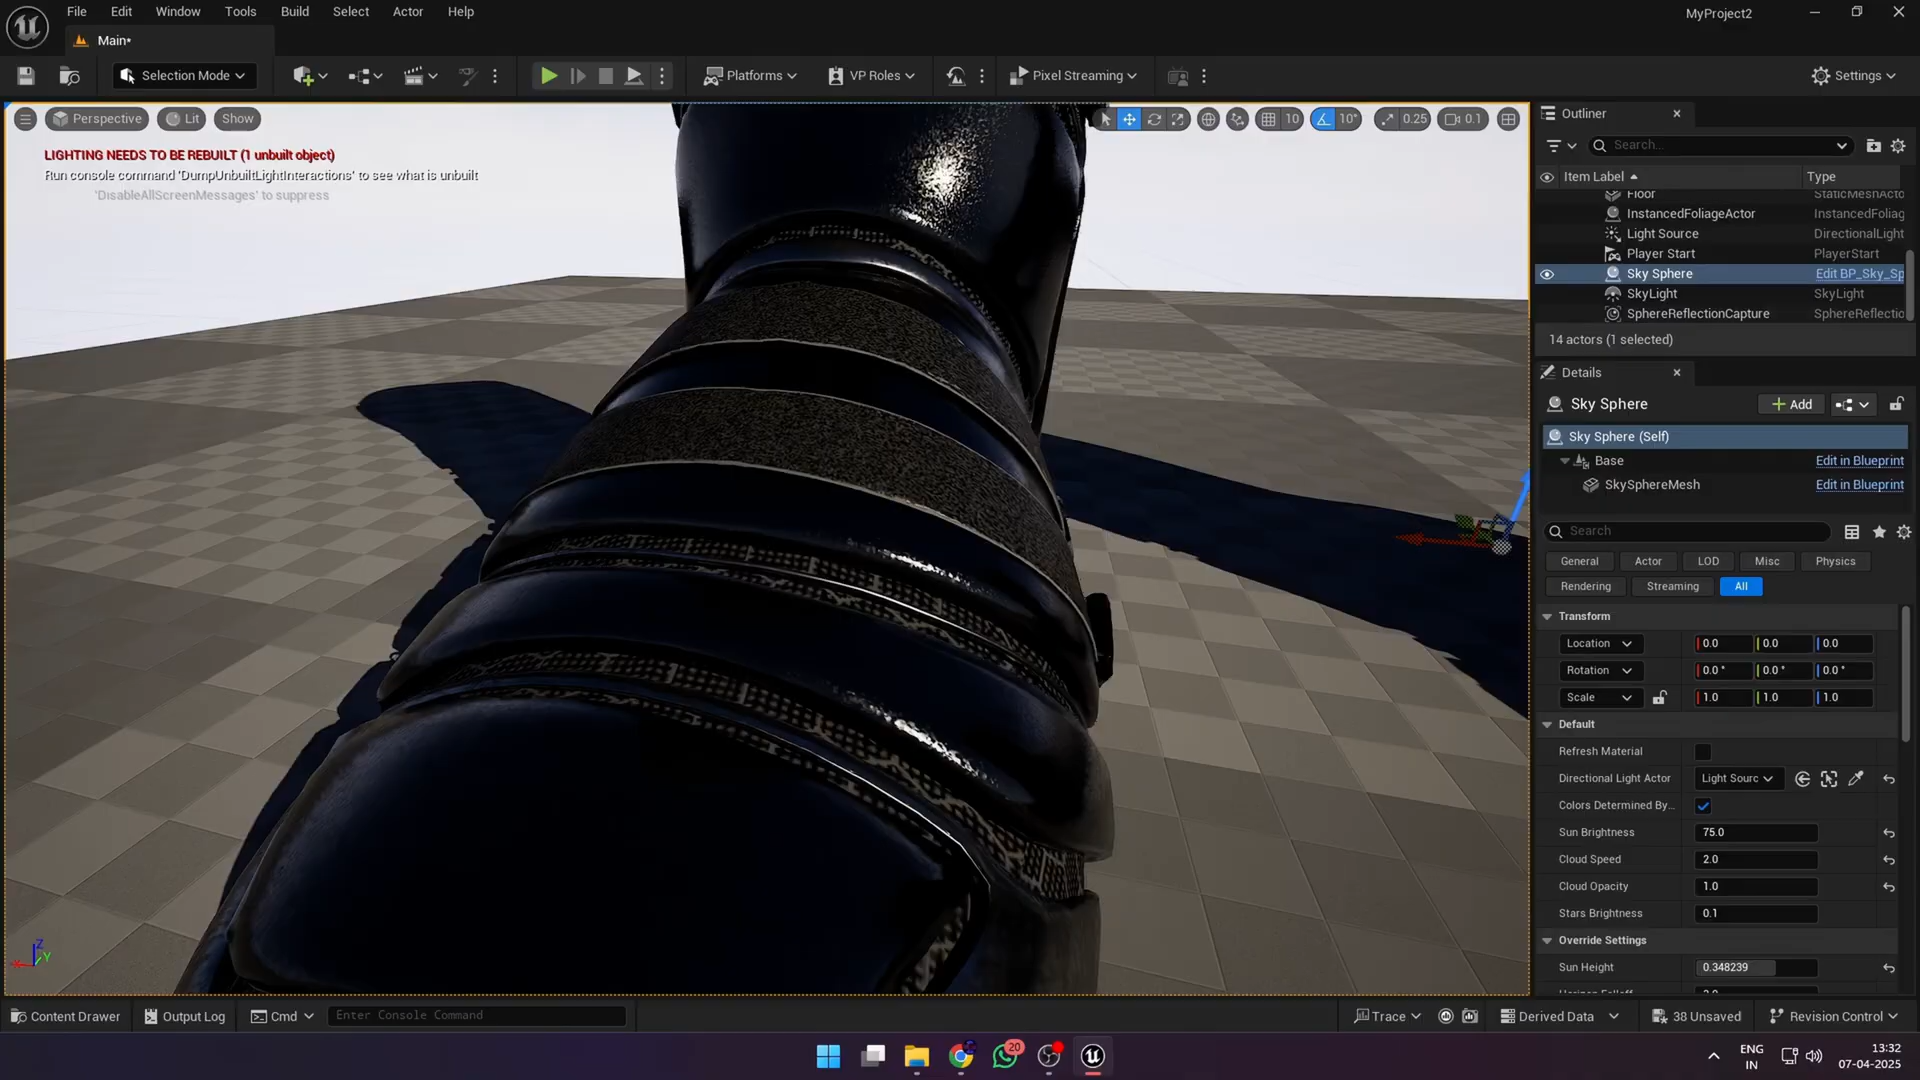 File Edit Window Tools Build Select Actor Help
MyProject2
Main*
Selection Mode
Platforms
VP Roles
Pixel Streaming
Settings
Perspective
Lit
Show
10
10°
0.25
0.1
LIGHTING NEEDS TO BE REBUILT (1 unbuilt object)
Run console command 'DumpUnbuiltLightInteractions' to see what is unbuilt
'DisableAllScreenMessages' to suppress
Outliner
Search...
Item Label Type
Floor StaticMeshActo
InstancedFoliageActor InstancedFoliag
Light Source DirectionalLight
Player Start PlayerStart
Sky Sphere Edit BP_Sky_Sp
SkyLight SkyLight
SphereReflectionCapture SphereReflectio
14 actors (1 selected)
Details
Sky Sphere
Add
Sky Sphere (Self)
Base Edit in Blueprint
SkySphereMesh Edit in Blueprint
Search
General Actor LOD Misc Physics
Rendering Streaming All
Transform
Location 0.0 0.0 0.0
Rotation 0.0° 0.0° 0.0°
Scale 1.0 1.0 1.0
Default
Refresh Material
Directional Light Actor Light Sourc
Colors Determined By...
Sun Brightness 75.0
Cloud Speed 2.0
Cloud Opacity 1.0
Stars Brightness 0.1
Override Settings
Sun Height 0.348239
Z
Y
X
Content Drawer
Output Log
Cmd
Enter Console Command
Trace
Derived Data
38 Unsaved
Revision Control
20
ENG
IN
13:32
07-04-2025